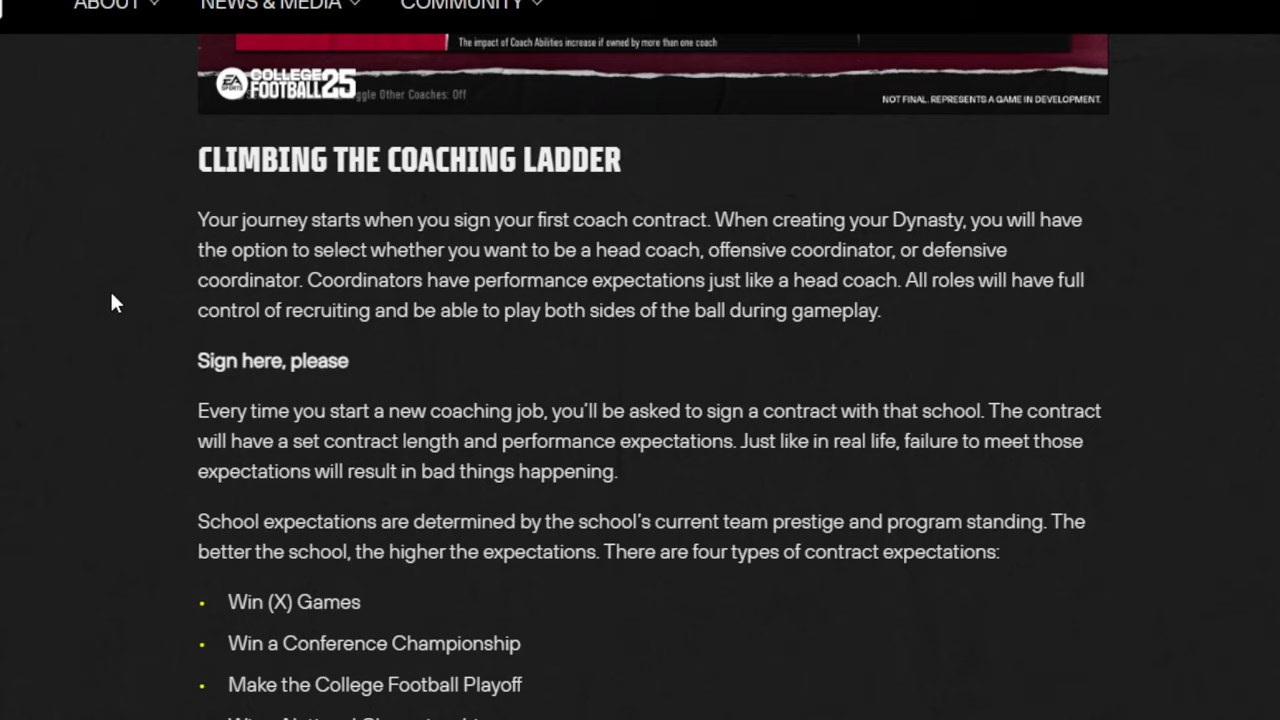 ABOUT NEWS & MEDIA COMMUNITY
The impact of Coach Abilities increase if owned by more than one coach
EA SPORTS COLLEGE FOOTBALL 25
ggle Other Coaches: Off
NOT FINAL. REPRESENTS A GAME IN DEVELOPMENT.
CLIMBING THE COACHING LADDER
Your journey starts when you sign your first coach contract. When creating your Dynasty, you will have
the option to select whether you want to be a head coach, offensive coordinator, or defensive
coordinator. Coordinators have performance expectations just like a head coach. All roles will have full
control of recruiting and be able to play both sides of the ball during gameplay.
Sign here, please
Every time you start a new coaching job, you’ll be asked to sign a contract with that school. The contract
will have a set contract length and performance expectations. Just like in real life, failure to meet those
expectations will result in bad things happening.
School expectations are determined by the school’s current team prestige and program standing. The
better the school, the higher the expectations. There are four types of contract expectations:
• Win (X) Games
• Win a Conference Championship
• Make the College Football Playoff